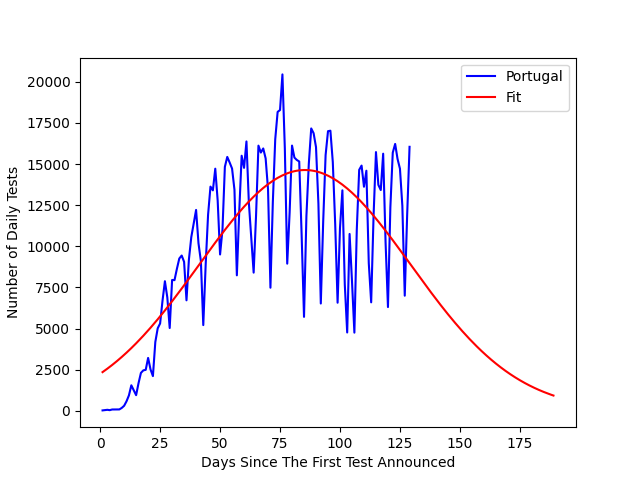 Portugal
Fit
20000
17500
15000
12500
10000
7500
5000
2500
0
Number of Daily Tests
0 25 50 75 100 125 150 175
Days Since The First Test Announced